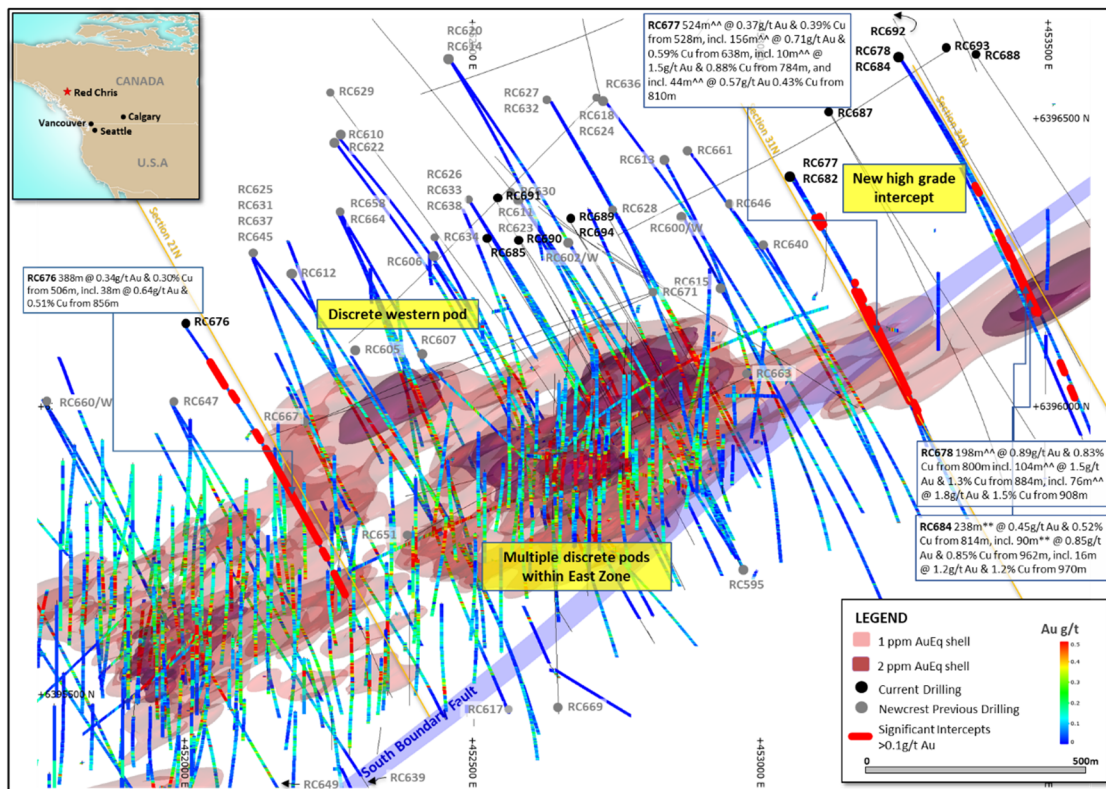 CANADA
Red Chris
Calgary
Vancouver
Seattle
U.S.A
RC620
RC614
RC629
RC610
RC622
RC627
RC632
RC636
RC618
RC624
RC677 524m^^ @ 0.37g/t Au & 0.39% Cu
from 528m, incl. 156m^^ @ 0.71g/t Au &
0.59% Cu from 638m, incl. 10m^^ @
1.5g/t Au & 0.88% Cu from 784m, and
incl. 44m^^ @ 0.57g/t Au 0.43% Cu from
810m
RC692
RC678
RC684
RC693
RC688
+453500 E
+6396500 N
RC687
Section 31N
Section 34N
RC613
RC661
RC677
RC682
New high grade
intercept
RC625
RC631
RC637
RC645
RC658
RC664
RC626
RC633
RC638
RC691
RC630
RC611
RC623
RC690
RC685
RC689
RC694
RC602/W
RC628
RC600/W
RC646
RC640
RC634
RC606
RC612
RC615
RC671
Section 21N
RC676 388m @ 0.34g/t Au & 0.30% Cu
from 506m, incl. 38m @ 0.64g/t Au &
0.51% Cu from 856m
RC676
Discrete western pod
RC605
RC607
RC663
RC660/W
RC647
RC667
+6396000 N
RC678 198m^^ @ 0.89g/t Au & 0.83%
Cu from 800m incl. 104m^^ @ 1.5g/t
Au & 1.3% Cu from 884m, incl. 76m^^
@ 1.8g/t Au & 1.5% Cu from 908m
RC684 238m** @ 0.45g/t Au & 0.52%
Cu from 814m, incl. 90m** @ 0.85g/t
Au & 0.85% Cu from 962m, incl. 16m
@ 1.2g/t Au & 1.2% Cu from 970m
RC651
Multiple discrete pods
within East Zone
RC595
+6395500 N
South Boundary Fault
RC617
RC669
RC649
RC639
+452000 E
+452500 E
+453000 E
LEGEND
1 ppm AuEq shell
2 ppm AuEq shell
Current Drilling
Newcrest Previous Drilling
Significant Intercepts
>0.1g/t Au
Au g/t
0.5
0.4
0.3
0.2
0.1
0
0
500m